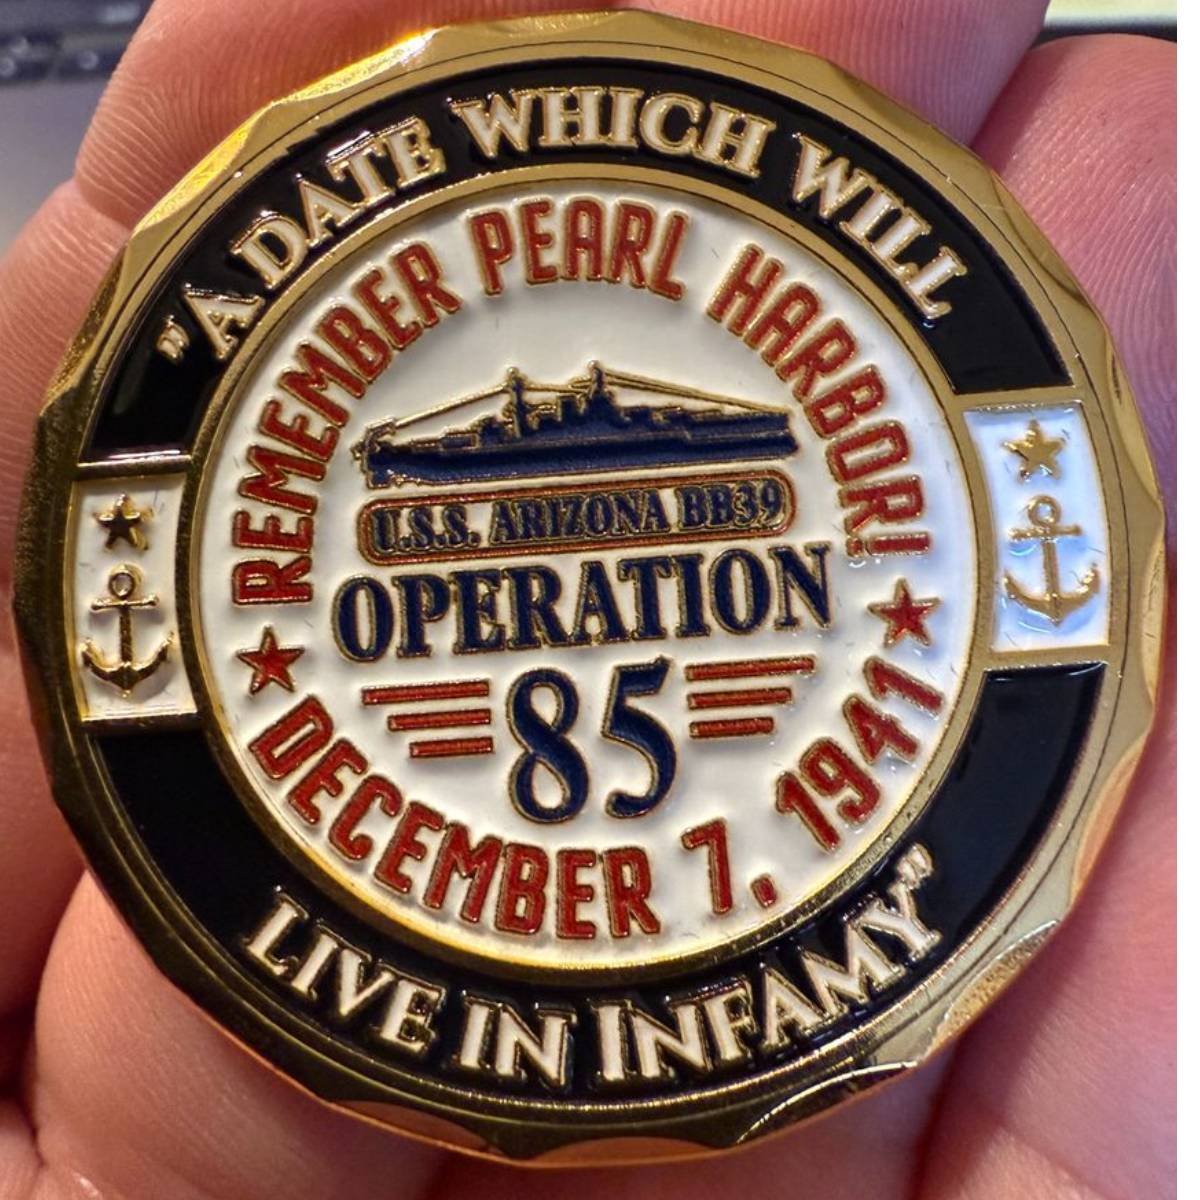 "A DATE WHICH WILL
REMEMBER PEARL HARBOR!
U.S.S. ARIZONA BB39
OPERATION
85
DECEMBER 7, 1941
LIVE IN INFAMY"